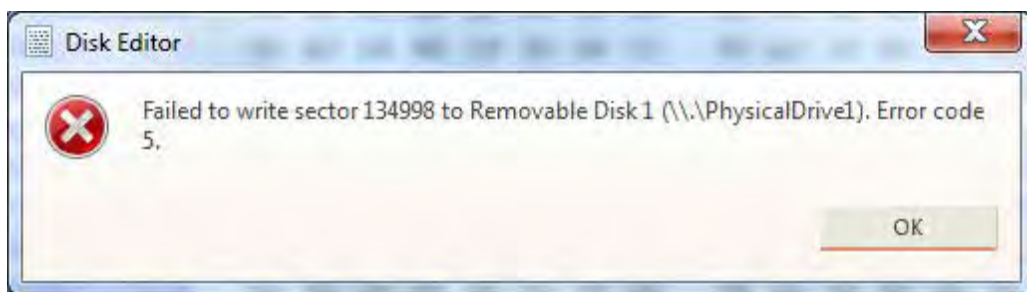 Disk Editor
Failed to write sector 134998 to Removable Disk 1 (\\.\PhysicalDrive1). Error code
5.
OK